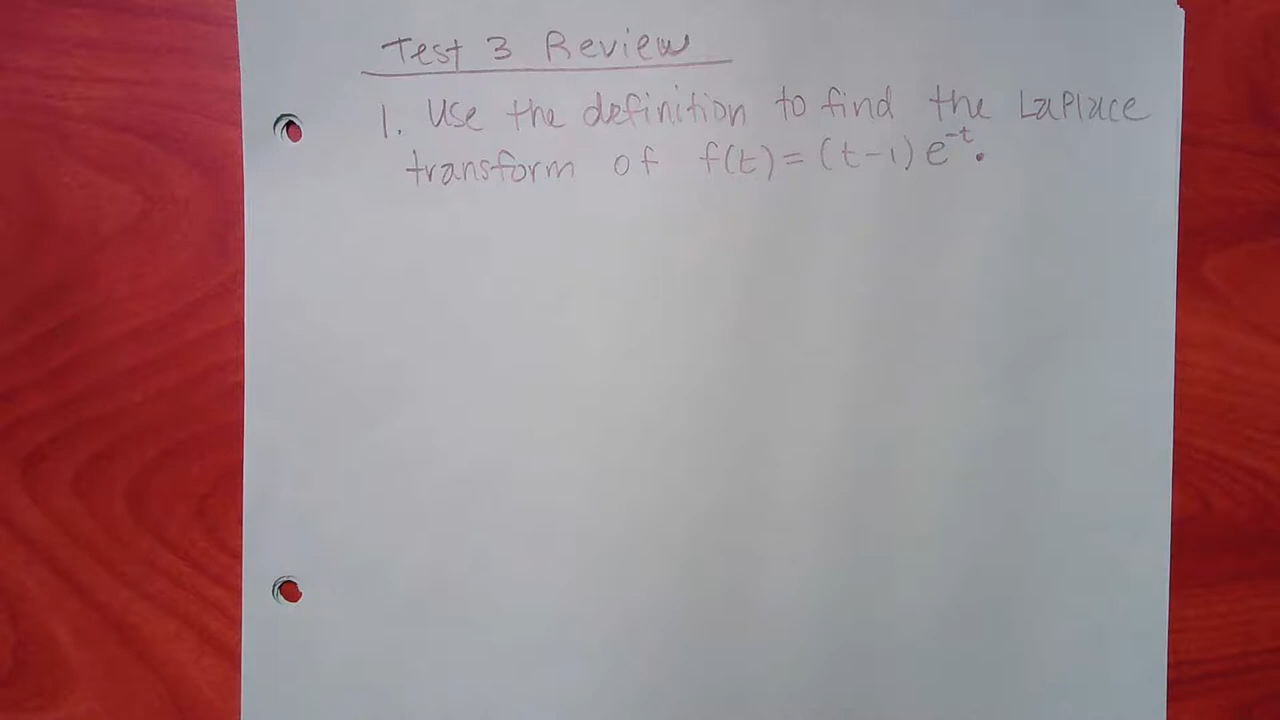 Test 3 Review
1. Use the definition to find the LaPlace
transform of f(t) = (t-1) e^{-t}.